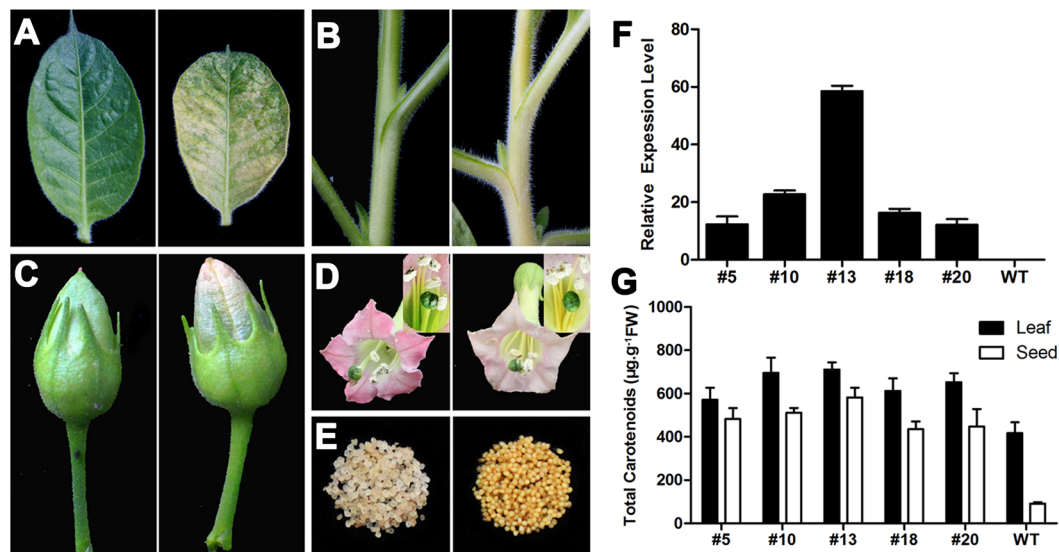 A
B
C
D
E
F
Relative Expession Level
80
60
40
20
0
#5 #10 #13 #18 #20 WT
G
Total Carotenoids (µg.g⁻¹FW)
1000
800
600
400
200
0
Leaf
Seed
#5 #10 #13 #18 #20 WT